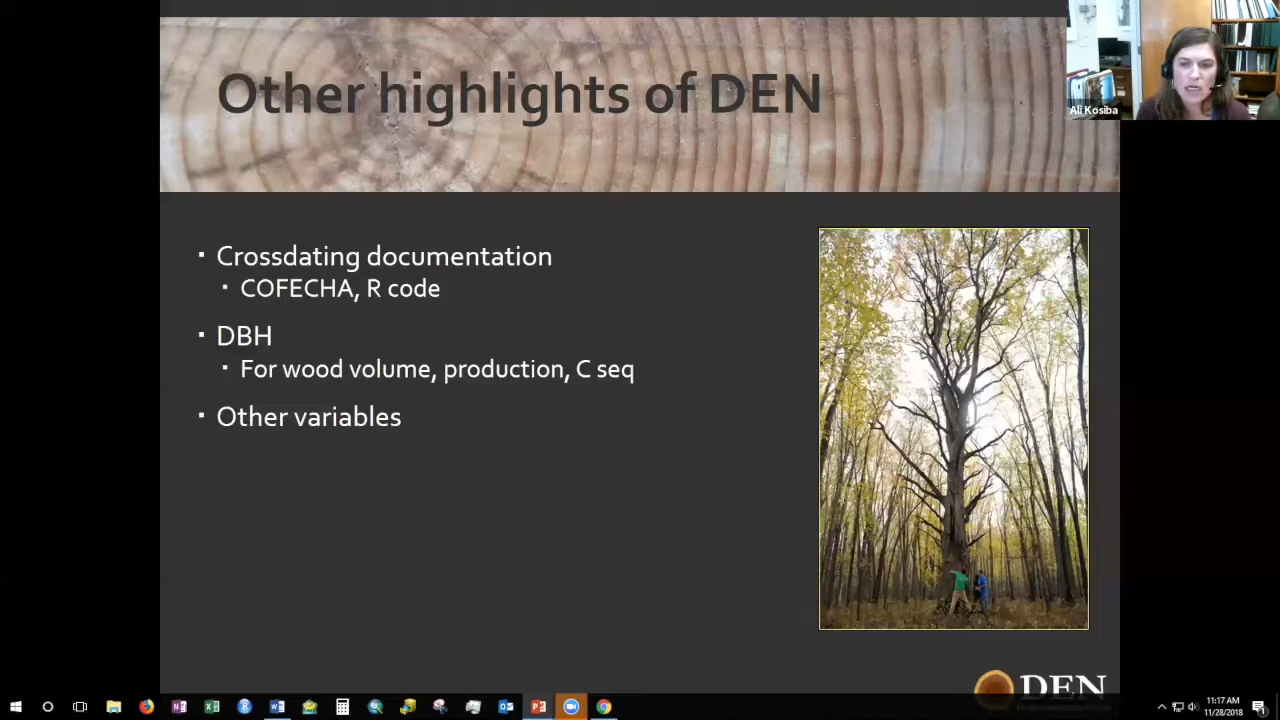 Other highlights of DEN
Ali Kosiba
▪ Crossdating documentation
▪ COFECHA, R code
▪ DBH
▪ For wood volume, production, C seq
▪ Other variables
DEN
11:17 AM
11/28/2018